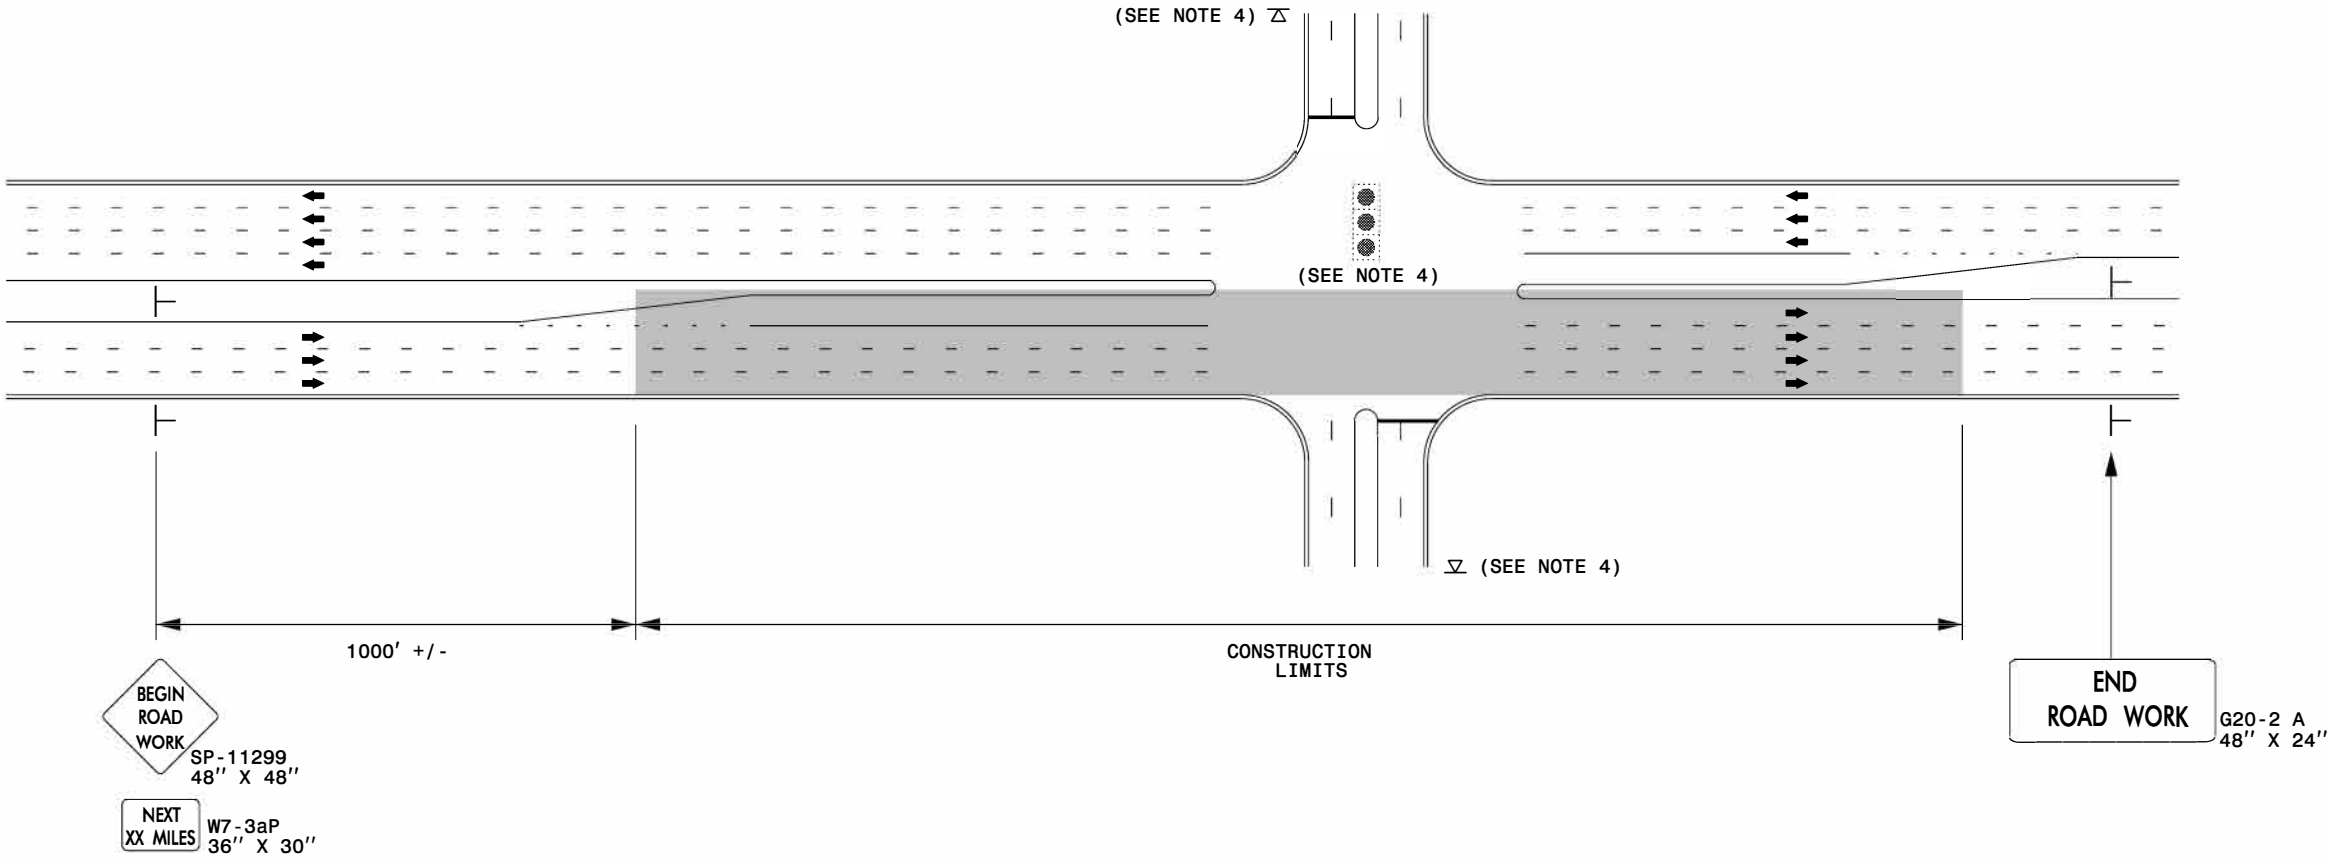 (SEE NOTE 4)
(SEE NOTE 4)
(SEE NOTE 4)
1000' +/-
CONSTRUCTION
LIMITS
BEGIN
ROAD
WORK
SP-11299
48'' X 48''
NEXT
XX MILES
W7-3aP
36'' X 30''
END
ROAD WORK
G20-2 A
48'' X 24''